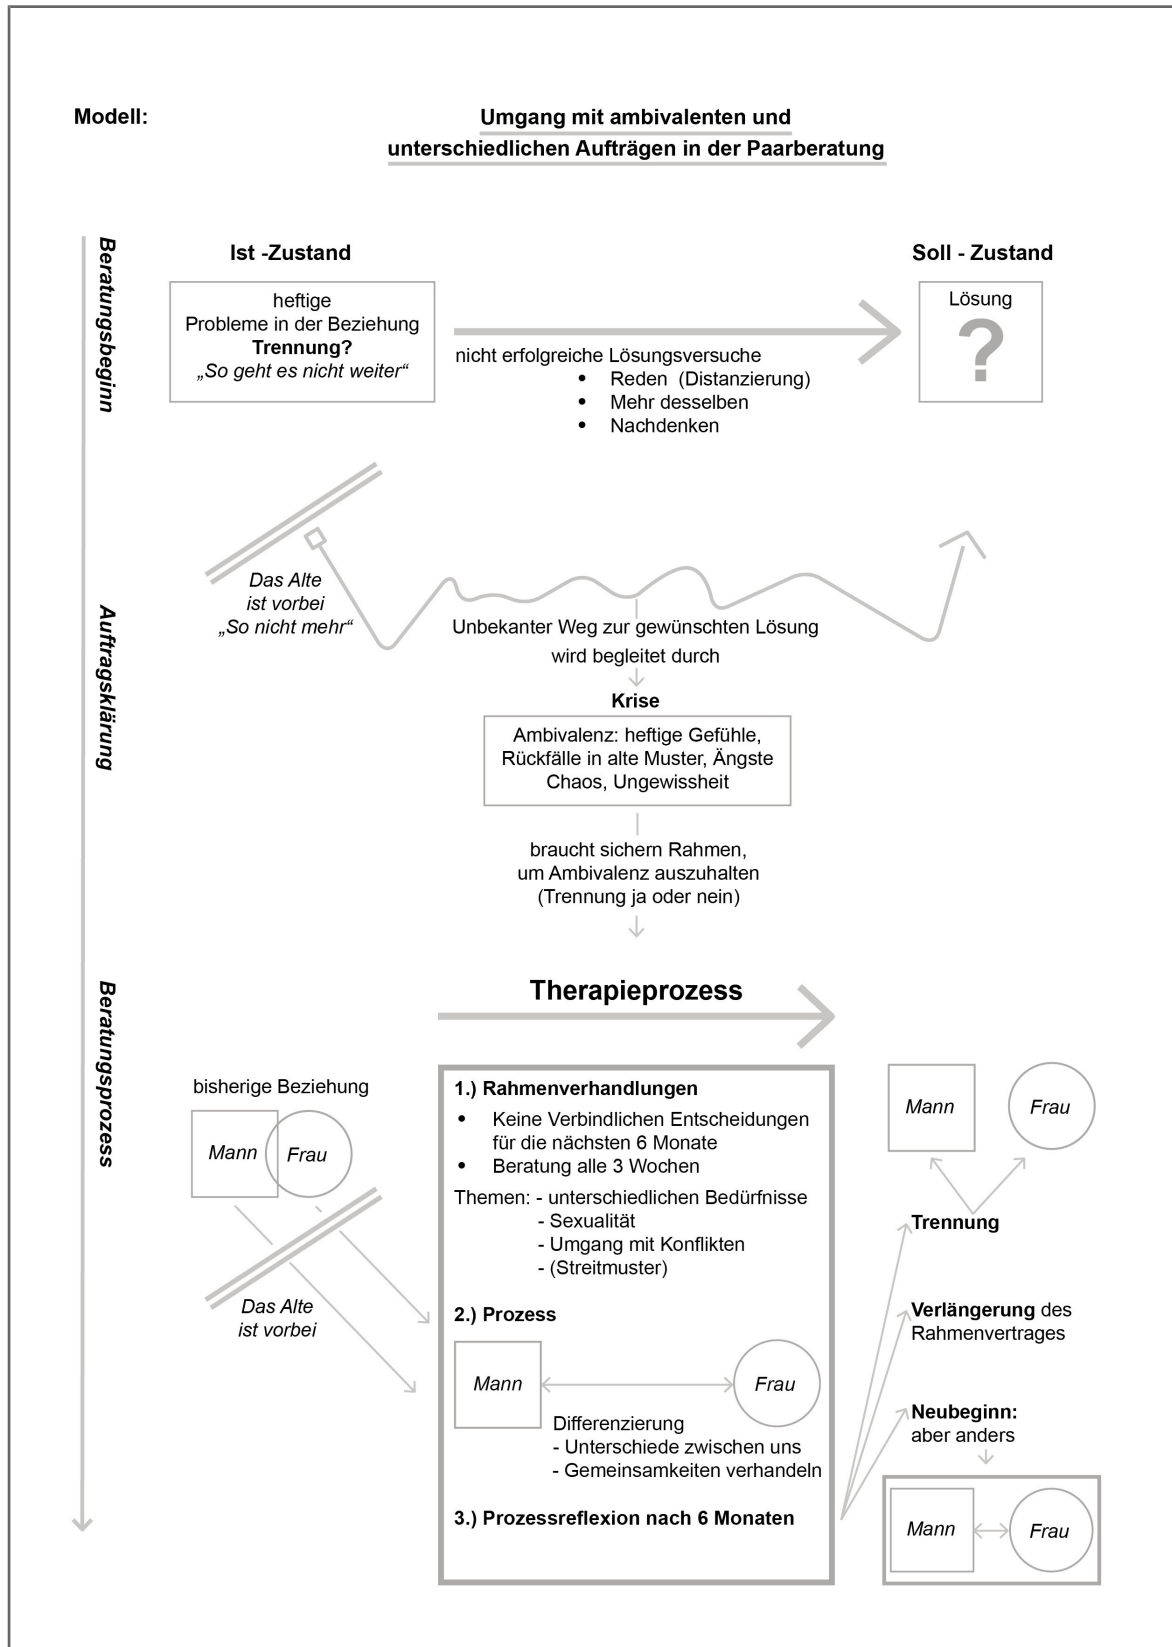 Modell:
Umgang mit ambivalenten und
unterschiedlichen Aufträgen in der Paarberatung
Beratungsbeginn
Ist -Zustand
heftige
Probleme in der Beziehung
Trennung?
„So geht es nicht weiter“
nicht erfolgreiche Lösungsversuche
• Reden (Distanzierung)
• Mehr desselben
• Nachdenken
Soll - Zustand
Lösung
?
Auftragsklärung
Das Alte
ist vorbei
„So nicht mehr“
Unbekanter Weg zur gewünschten Lösung
wird begleitet durch
Krise
Ambivalenz: heftige Gefühle,
Rückfälle in alte Muster, Ängste
Chaos, Ungewissheit
braucht sichern Rahmen,
um Ambivalenz auszuhalten
(Trennung ja oder nein)
Beratungsprozess
Therapieprozess
bisherige Beziehung
Mann
Frau
Das Alte
ist vorbei
1.) Rahmenverhandlungen
• Keine Verbindlichen Entscheidungen
für die nächsten 6 Monate
• Beratung alle 3 Wochen
Themen: - unterschiedlichen Bedürfnisse
- Sexualität
- Umgang mit Konflikten
- (Streitmuster)
2.) Prozess
Mann
Frau
Differenzierung
- Unterschiede zwischen uns
- Gemeinsamkeiten verhandeln
3.) Prozessreflexion nach 6 Monaten
Mann
Frau
Trennung
Verlängerung des
Rahmenvertrages
Neubeginn:
aber anders
Mann
Frau